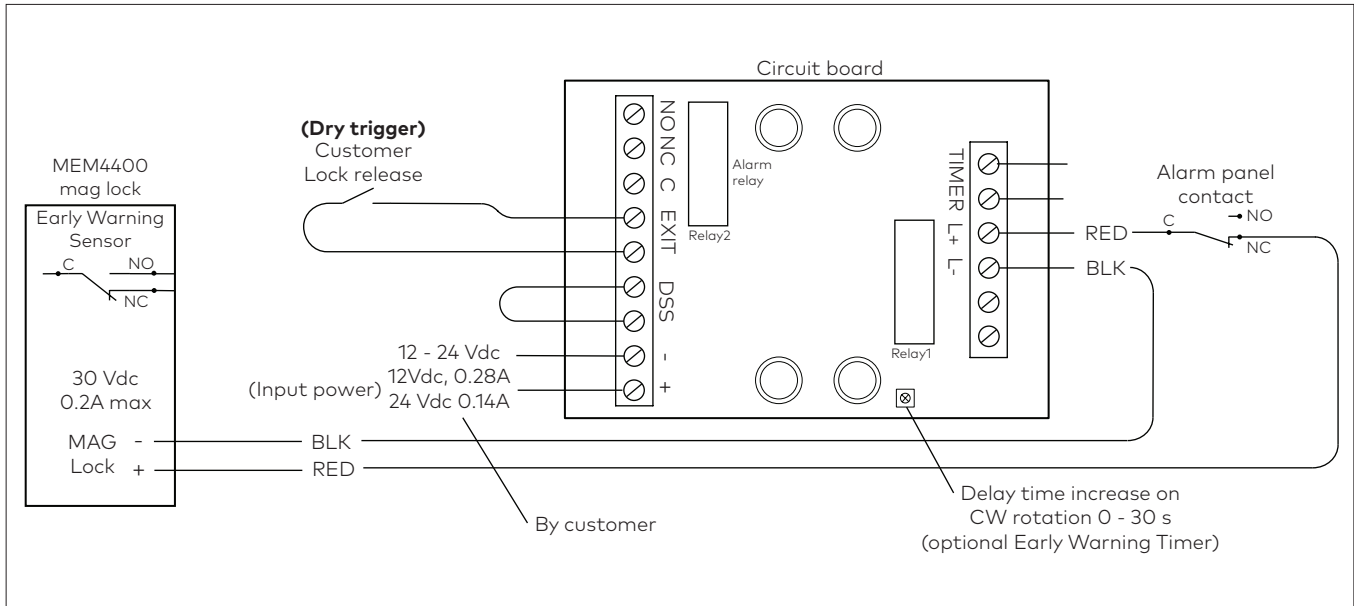 Circuit board
(Dry trigger)
Customer
Lock release
MEM4400
mag lock
Early Warning
Sensor
C
NO
NC
30 Vdc
0.2A max
MAG -
Lock +
BLK
RED
NO
NC
C
EXIT
DSS
-
+
Alarm
relay
Relay2
12 - 24 Vdc
(Input power) 12Vdc, 0.28A
24 Vdc 0.14A
By customer
TIMER
L+
L-
Relay1
RED
BLK
Alarm panel
contact
C
NO
NC
Delay time increase on
CW rotation 0 - 30 s
(optional Early Warning Timer)